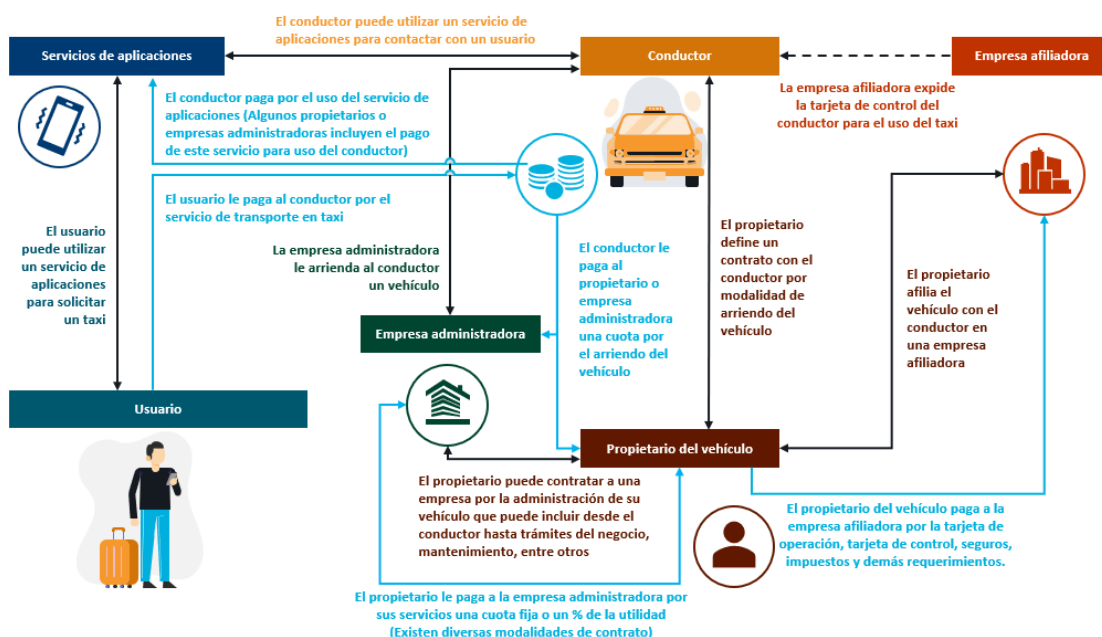 El conductor puede utilizar un servicio de
aplicaciones para contactar con un usuario
Servicios de aplicaciones
Conductor
Empresa afiliadora
La empresa afiliadora expide
la tarjeta de control del
conductor para el uso del taxi
El conductor paga por el uso del servicio de
aplicaciones (Algunos propietarios o
empresas administradoras incluyen el pago
de este servicio para uso del conductor)
TAXI
El usuario le paga al conductor por el
servicio de transporte en taxi
El usuario
puede utilizar
un servicio de
aplicaciones
para solicitar
un taxi
La empresa administradora
le arrienda al conductor
un vehículo
El conductor le
paga al
propietario o
empresa
administradora
una cuota por
el arriendo del
vehículo
El propietario
define un
contrato con el
conductor por
modalidad de
arriendo del
vehículo
El propietario
afilia el
vehículo con el
conductor en
una empresa
afiliadora
Empresa administradora
Usuario
Propietario del vehículo
El propietario puede contratar a una
empresa por la administración de su
vehículo que puede incluir desde el
conductor hasta trámites del negocio,
mantenimiento, entre otros
El propietario del vehículo paga a la
empresa afiliadora por la tarjeta de
operación, tarjeta de control, seguros,
impuestos y demás requerimientos.
El propietario le paga a la empresa administradora por
sus servicios una cuota fija o un % de la utilidad
(Existen diversas modalidades de contrato)